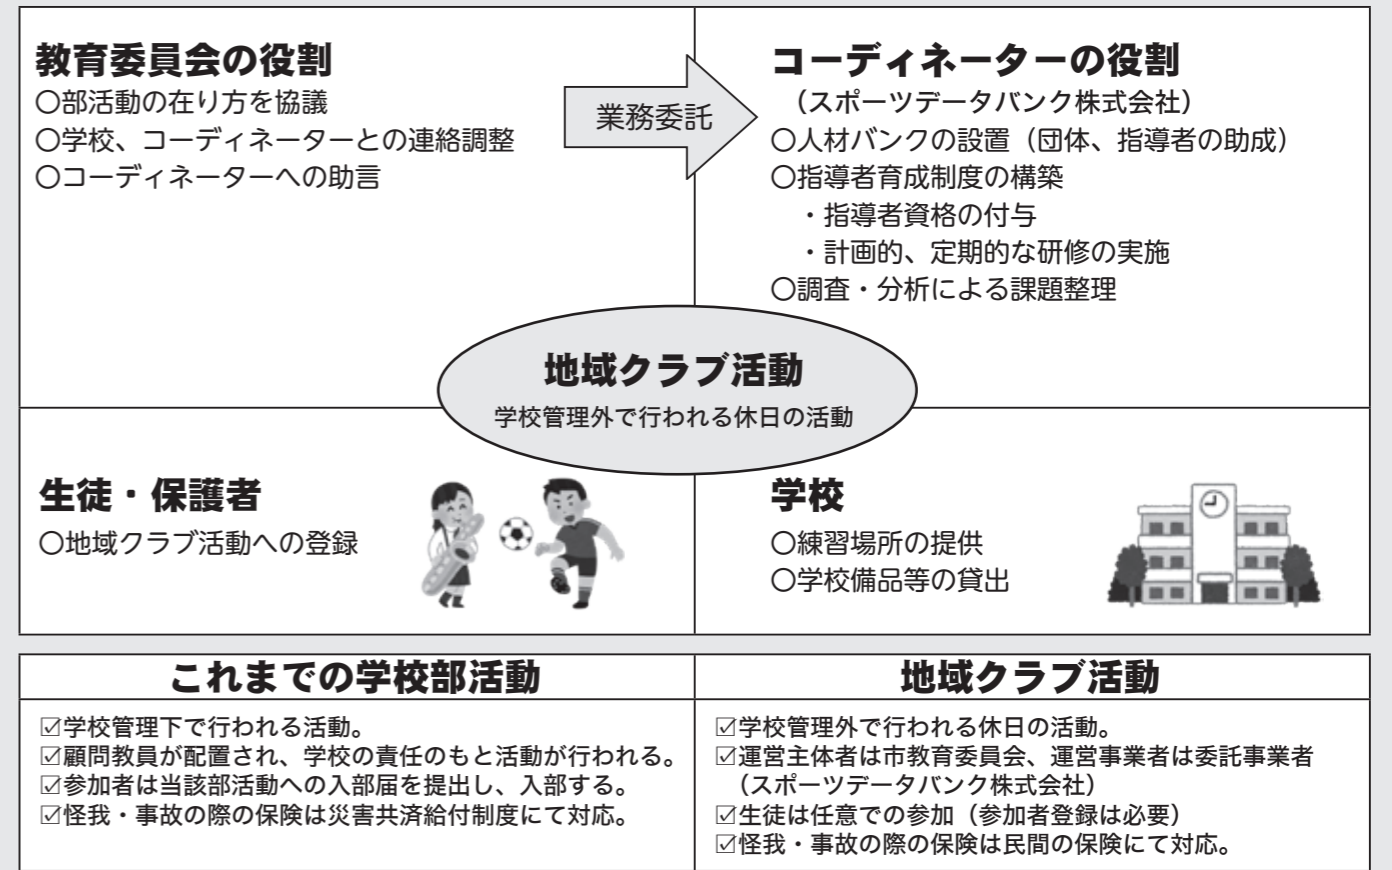 教育委員会の役割
〇部活動の在り方を協議
〇学校、コーディネーターとの連絡調整
〇コーディネーターへの助言
業務委託
コーディネーターの役割
（スポーツデータバンク株式会社）
〇人材バンクの設置（団体、指導者の助成）
〇指導者育成制度の構築
・指導者資格の付与
・計画的、定期的な研修の実施
〇調査・分析による課題整理
地域クラブ活動
学校管理外で行われる休日の活動
生徒・保護者
〇地域クラブ活動への登録
学校
〇練習場所の提供
〇学校備品等の貸出
これまでの学校部活動
☑学校管理下で行われる活動。
☑顧問教員が配置され、学校の責任のもと活動が行われる。
☑参加者は当該部活動への入部届を提出し、入部する。
☑怪我・事故の際の保険は災害共済給付制度にて対応。
地域クラブ活動
☑学校管理外で行われる休日の活動。
☑運営主体者は市教育委員会、運営事業者は委託事業者
（スポーツデータバンク株式会社）
☑生徒は任意での参加（参加者登録は必要）
☑怪我・事故の際の保険は民間の保険にて対応。